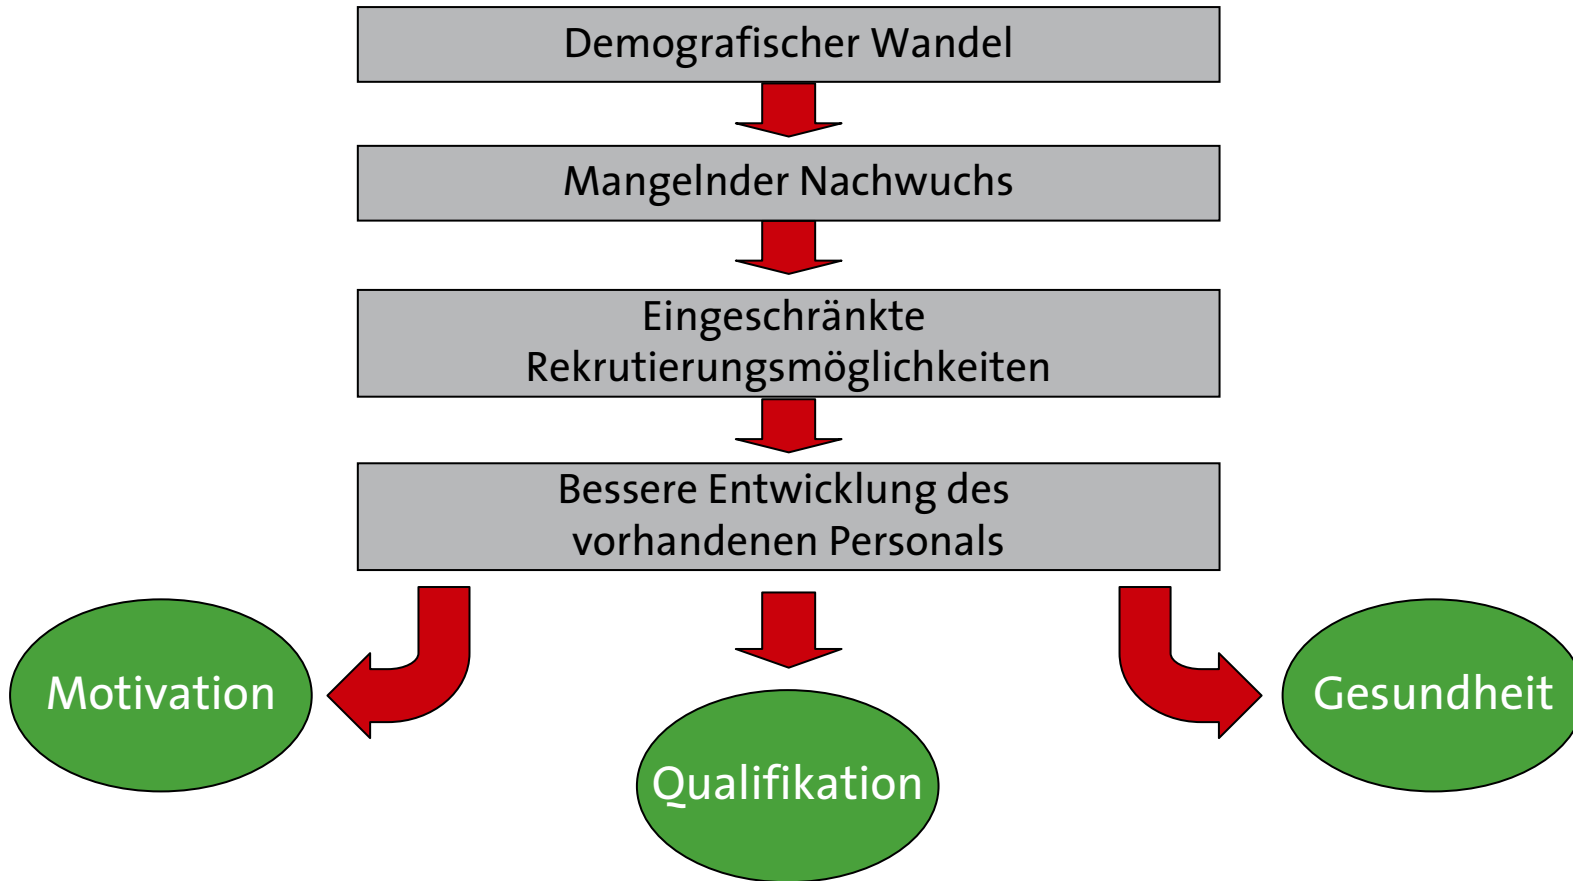 Demografischer Wandel
Mangelnder Nachwuchs
Eingeschränkte
Rekrutierungsmöglichkeiten
Bessere Entwicklung des
vorhandenen Personals
Motivation
Qualifikation
Gesundheit